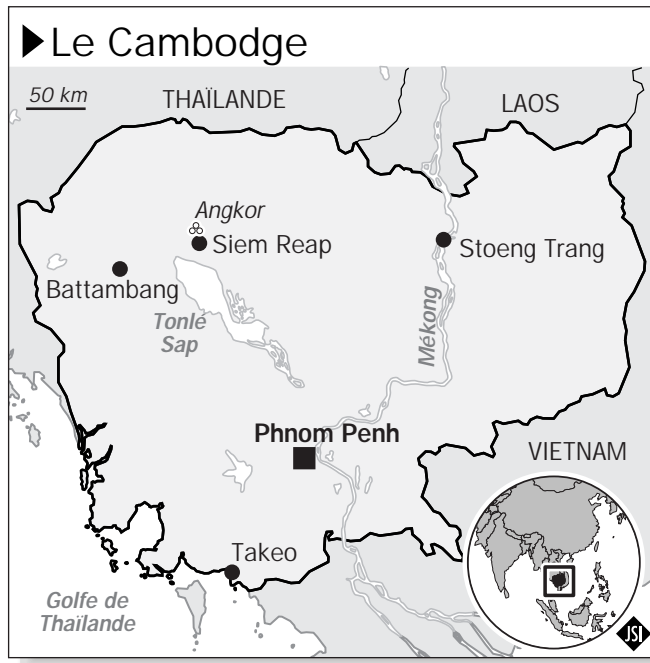 Le Cambodge
50 km
THAÏLANDE
LAOS
Angkor
Siem Reap
Stoeng Trang
Battambang
Tonlé
Sap
Mékong
Phnom Penh
VIETNAM
Takeo
Golfe de
Thaïlande
JSI